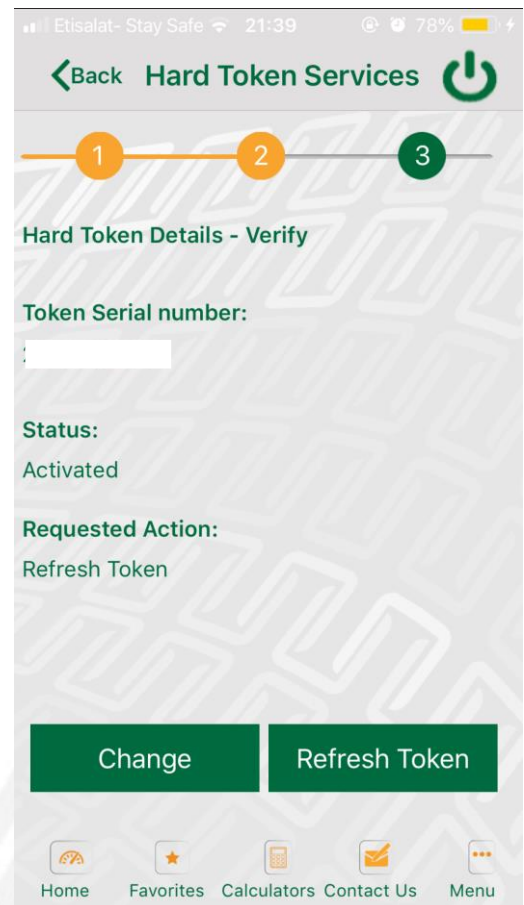 Etisalat- Stay Safe 21:39 78%
Back Hard Token Services
1 2 3
Hard Token Details - Verify
Token Serial number:
Status:
Activated
Requested Action:
Refresh Token
Change Refresh Token
Home Favorites Calculators Contact Us Menu